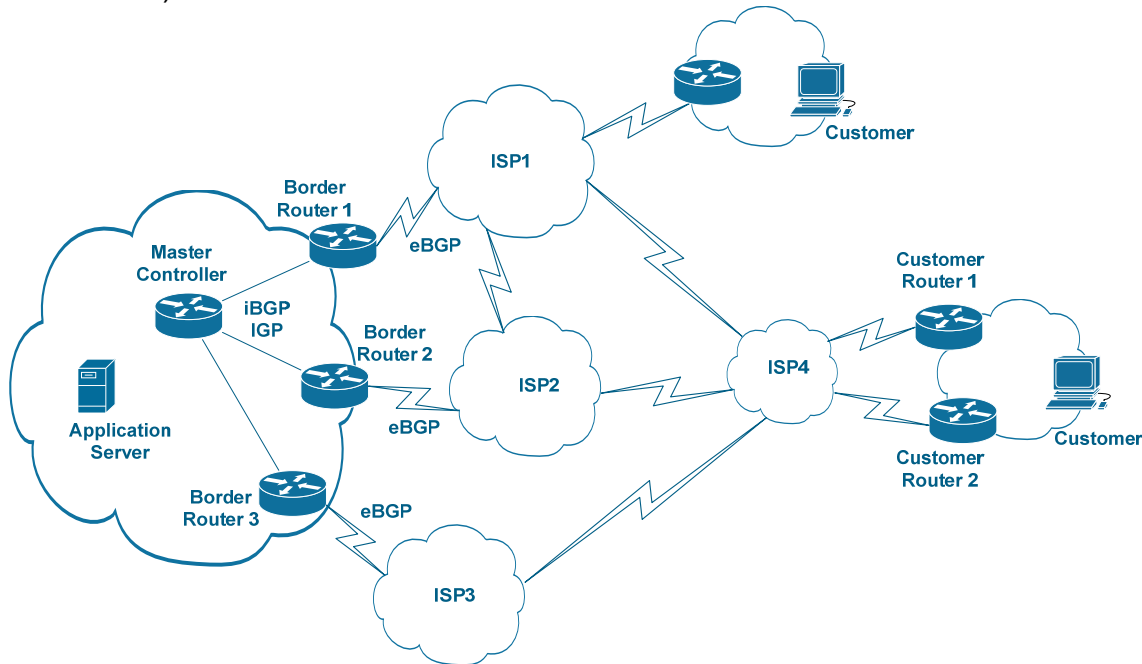 ISP1
Customer
Border
Router 1
eBGP
Master
Controller
iBGP
IGP
Customer
Router 1
Border
Router 2
ISP4
ISP2
eBGP
Application
Server
Customer
Customer
Router 2
Border
Router 3
eBGP
ISP3